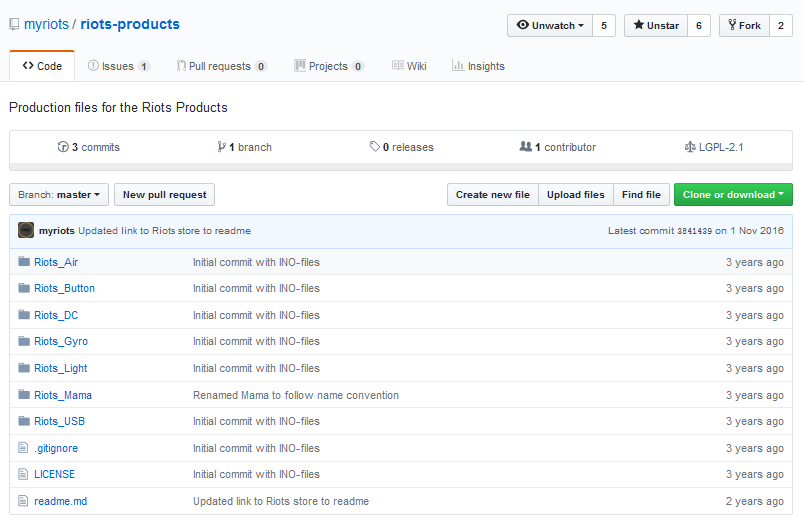 myriots / riots-products Unwatch 5 Unstar 6 Fork 2
Code Issues 1 Pull requests 0 Projects 0 Wiki Insights
Production files for the Riots Products
3 commits 1 branch 0 releases 1 contributor LGPL-2.1
Branch: master New pull request Create new file Upload files Find file Clone or download
myriots Updated link to Riots store to readme Latest commit 3841439 on 1 Nov 2016
Riots_Air Initial commit with INO-files 3 years ago
Riots_Button Initial commit with INO-files 3 years ago
Riots_DC Initial commit with INO-files 3 years ago
Riots_Gyro Initial commit with INO-files 3 years ago
Riots_Light Initial commit with INO-files 3 years ago
Riots_Mama Renamed Mama to follow name convention 3 years ago
Riots_USB Initial commit with INO-files 3 years ago
.gitignore Initial commit with INO-files 3 years ago
LICENSE Initial commit with INO-files 3 years ago
readme.md Updated link to Riots store to readme 2 years ago